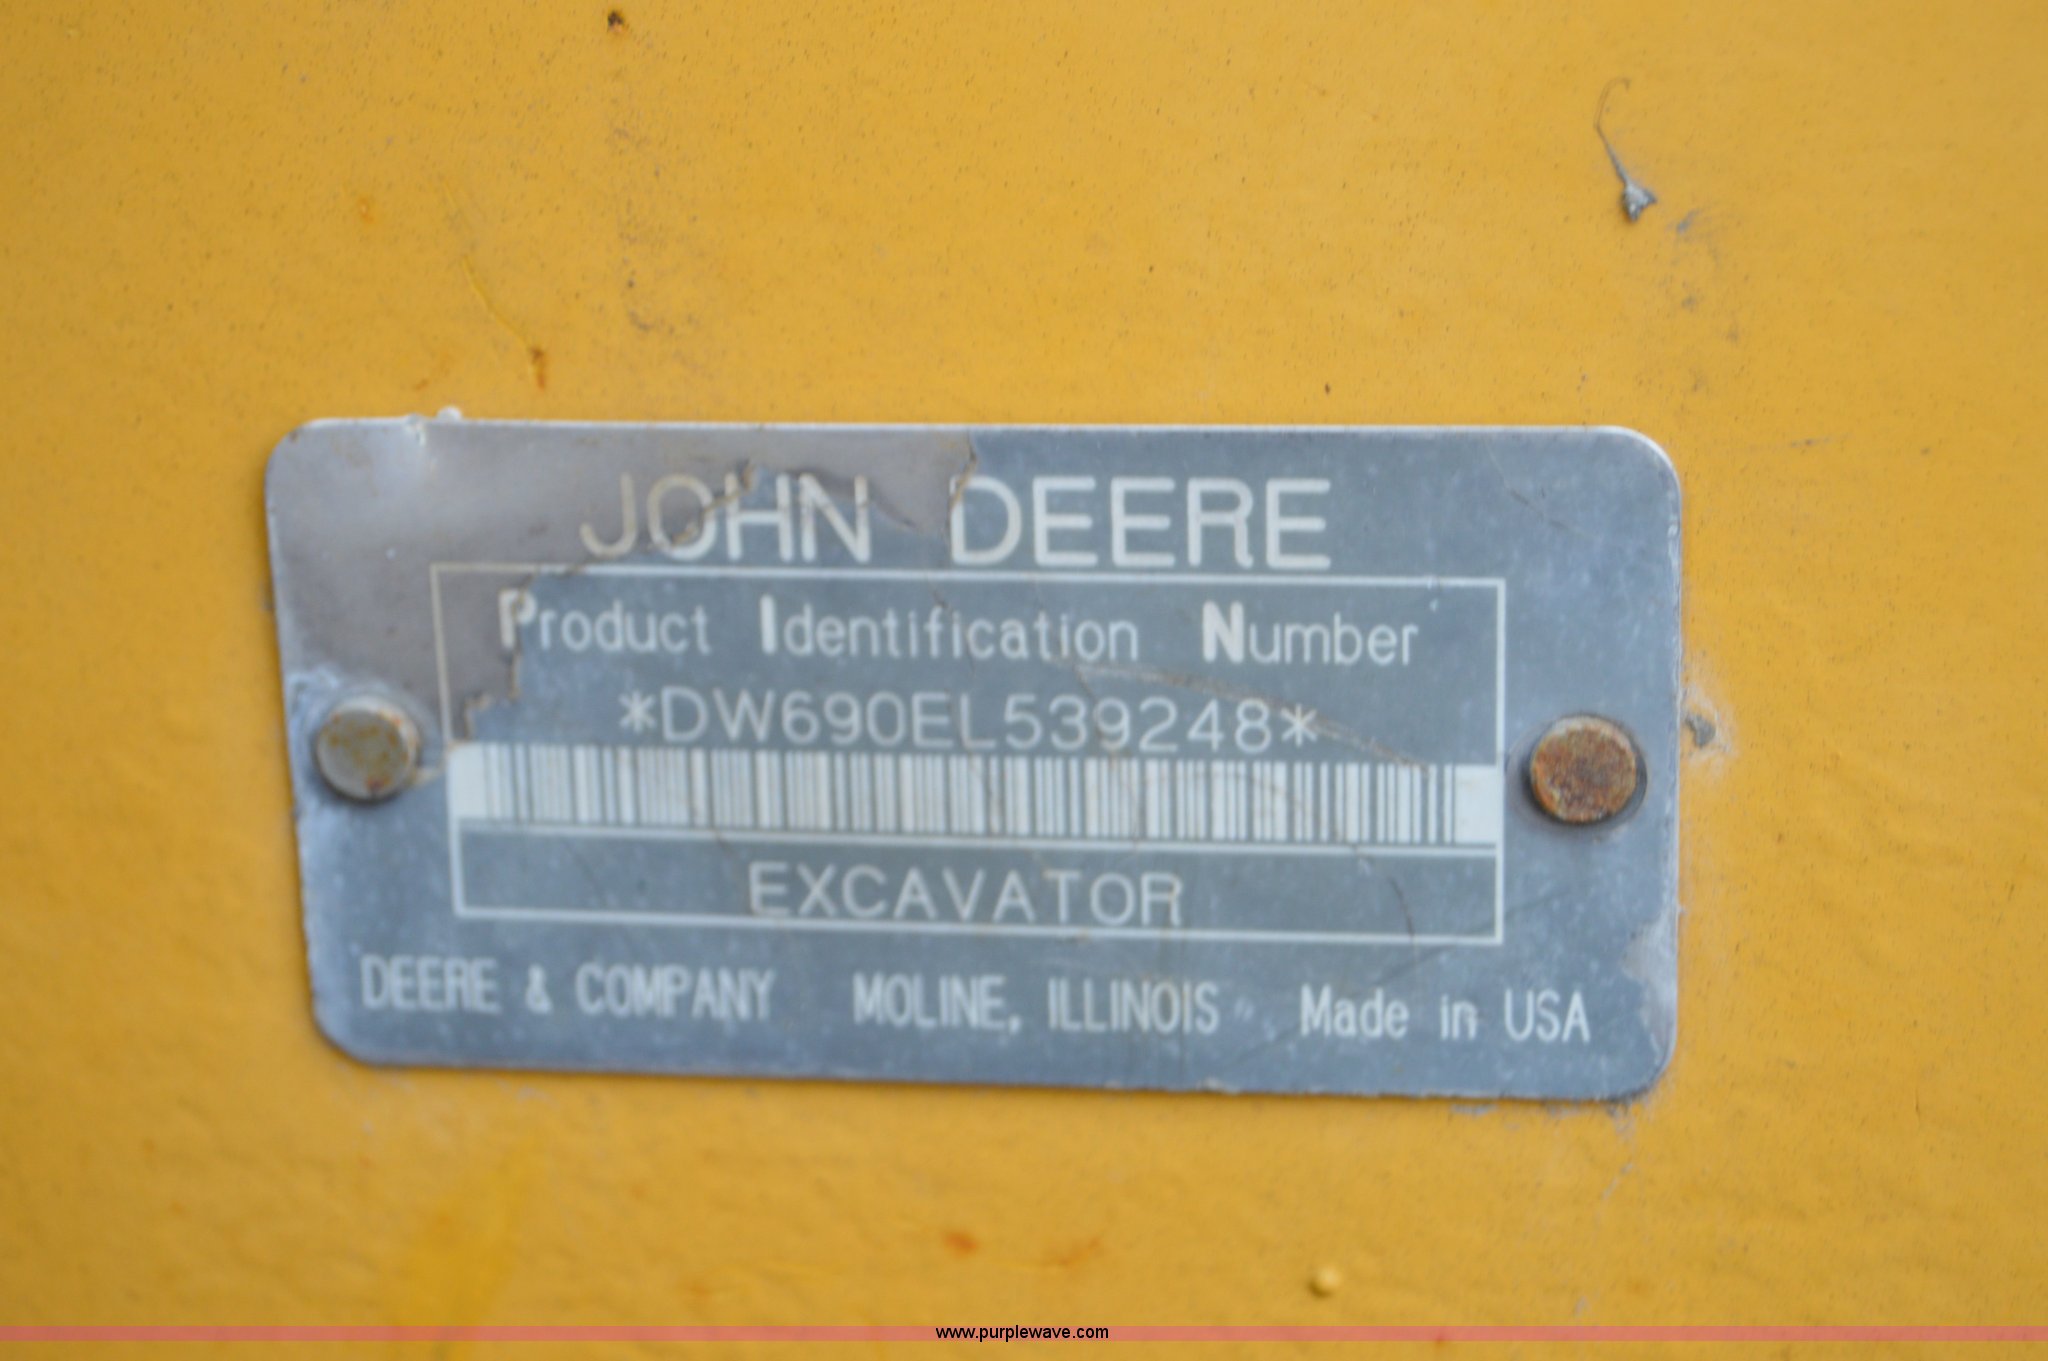 JOHN DEERE
Product Identification Number
*DW690EL539248*
EXCAVATOR
DEERE & COMPANY MOLINE, ILLINOIS Made in USA
www.purplewave.com